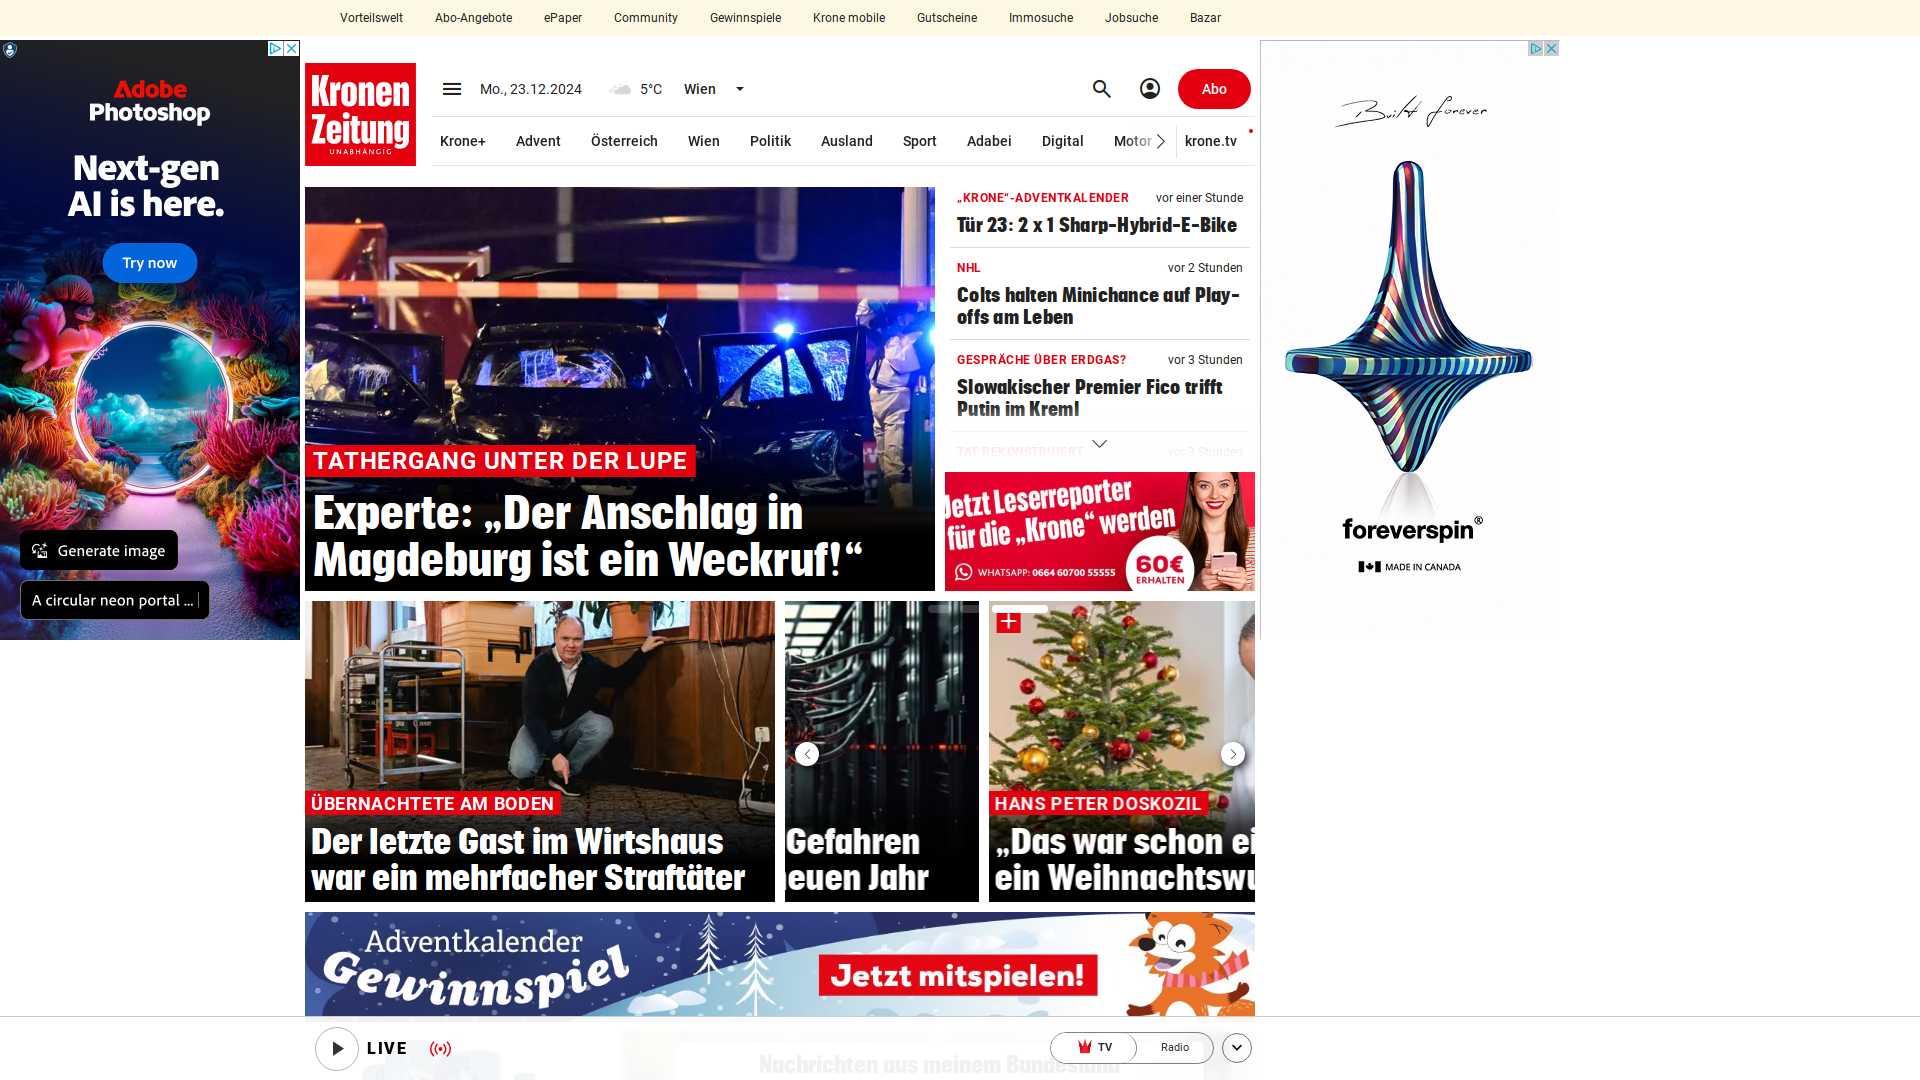 Vorteilswelt Abo-Angebote ePaper Community Gewinnspiele Krone mobile Gutscheine Immosuche Jobsuche Bazar
Adobe
Photoshop
Next-gen
AI is here.
Try now
Generate image
A circular neon portal ...
Kronen
Zeitung
UNABHÄNGIG
Mo., 23.12.2024 5°C Wien
Abo
Krone+ Advent Österreich Wien Politik Ausland Sport Adabei Digital Motor krone.tv
TATHERGANG UNTER DER LUPE
Experte: „Der Anschlag in
Magdeburg ist ein Weckruf!“
„KRONE“-ADVENTKALENDER vor einer Stunde
Tür 23: 2 x 1 Sharp-Hybrid-E-Bike
NHL vor 2 Stunden
Colts halten Minichance auf Play-
offs am Leben
GESPRÄCHE ÜBER ERDGAS? vor 3 Stunden
Slowakischer Premier Fico trifft
Putin im Kreml
TAT REKONSTRUIERT vor 3 Stunden
Jetzt Leserreporter
für die „Krone“ werden
WHATSAPP: 0664 60700 55555
60€
ERHALTEN
Built forever
foreverspin®
MADE IN CANADA
ÜBERNACHTETE AM BODEN
Der letzte Gast im Wirtshaus
war ein mehrfacher Straftäter
Gefahren
euen Jahr
HANS PETER DOSKOZIL
„Das war schon ei
ein Weihnachtswu
Adventkalender
Gewinnspiel
Jetzt mitspielen!
LIVE
TV Radio
Nachrichten aus meinem Bundesland